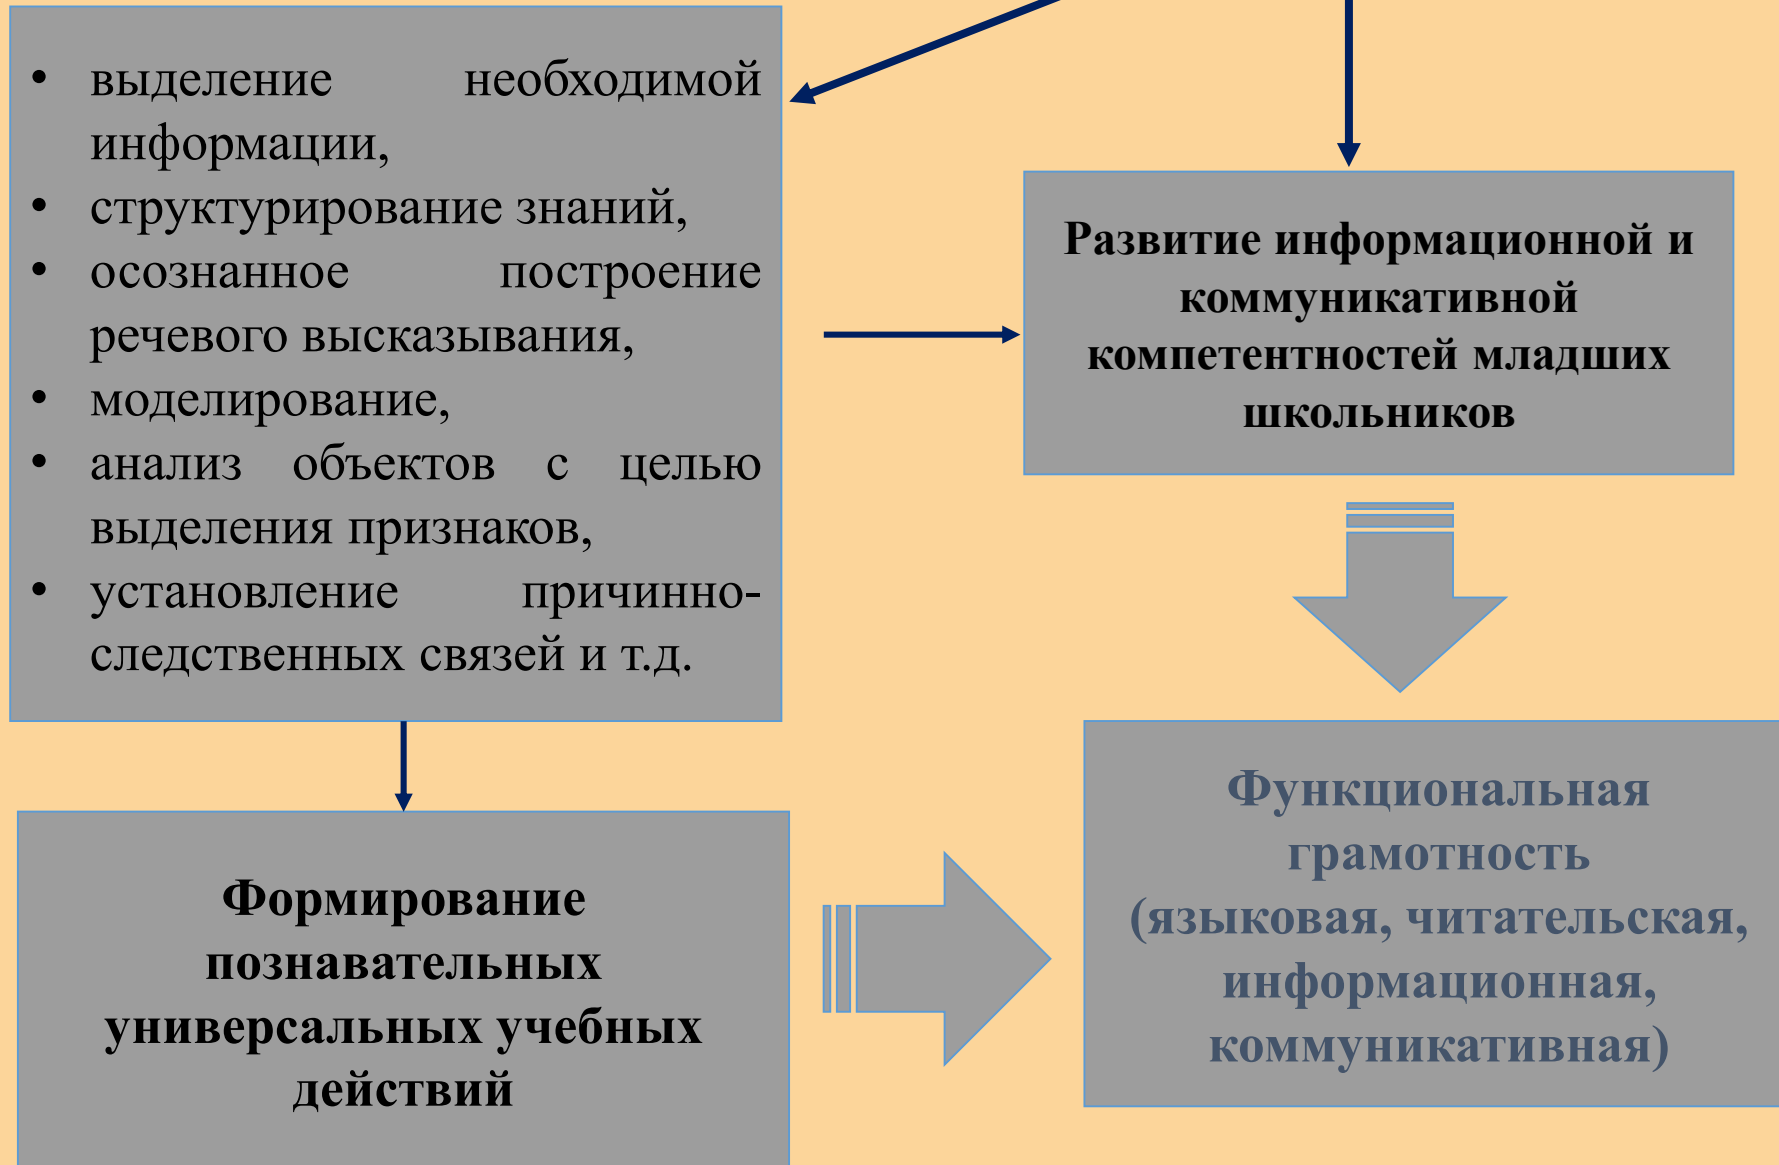 • выделение необходимой
информации,
• структурирование знаний,
• осознанное построение
речевого высказывания,
• моделирование,
• анализ объектов с целью
выделения признаков,
• установление причинно-
следственных связей и т.д.
Развитие информационной и
коммуникативной
компетентностей младших
школьников
Формирование
познавательных
универсальных учебных
действий
Функциональная
грамотность
(языковая, читательская,
информационная,
коммуникативная)